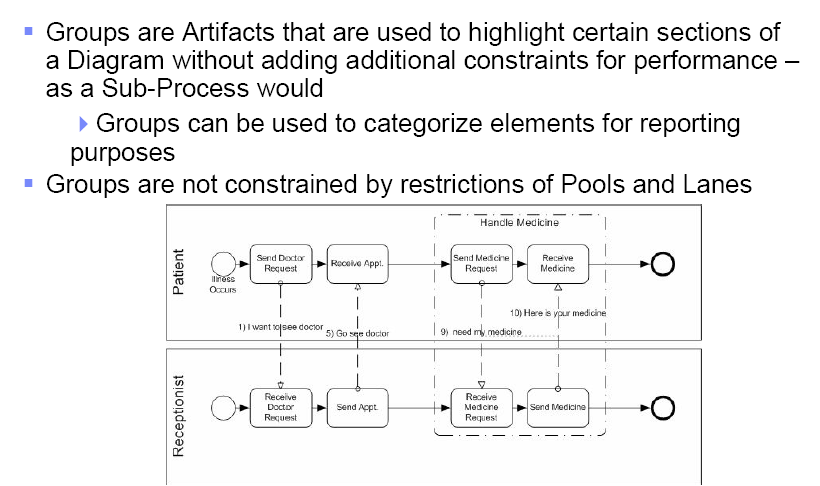 Groups are Artifacts that are used to highlight certain sections of
a Diagram without adding additional constraints for performance –
as a Sub-Process would
Groups can be used to categorize elements for reporting
purposes
Groups are not constrained by restrictions of Pools and Lanes
Handle Medicine
Patient
Illness
Occurs
Send Doctor
Request
Receive Appt.
Send Medicine
Request
Receive
Medicine
1) I want to see doctor
5) Go see doctor
9) need my medicine
10) Here is your medicine
Receptionist
Receive
Doctor
Request
Send Appt.
Receive
Medicine
Request
Send Medicine